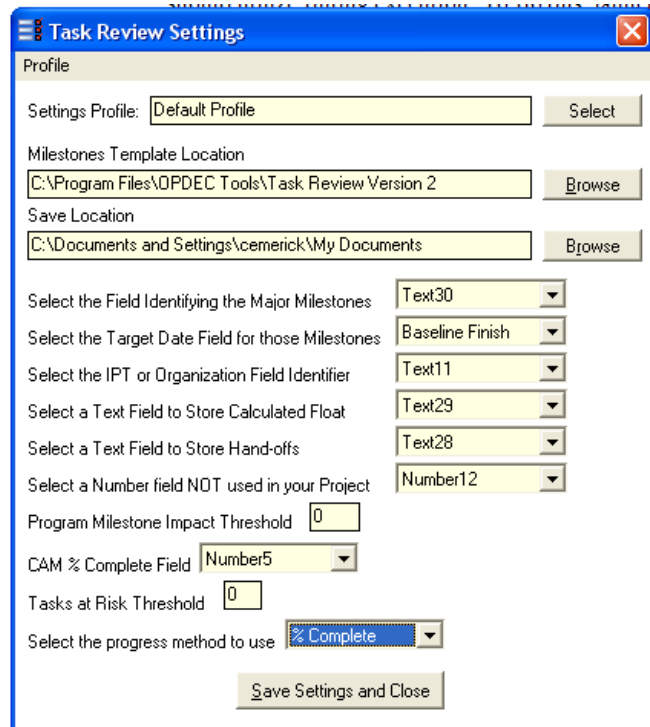 Task Review Settings
Profile
Settings Profile: Default Profile Select
Milestones Template Location
C:\Program Files\OPDEC Tools\Task Review Version 2 Browse
Save Location
C:\Documents and Settings\cemerick\My Documents Browse
Select the Field Identifying the Major Milestones Text30
Select the Target Date Field for those Milestones Baseline Finish
Select the IPT or Organization Field Identifier Text11
Select a Text Field to Store Calculated Float Text29
Select a Text Field to Store Hand-offs Text28
Select a Number field NOT used in your Project Number12
Program Milestone Impact Threshold 0
CAM % Complete Field Number5
Tasks at Risk Threshold 0
Select the progress method to use % Complete
Save Settings and Close